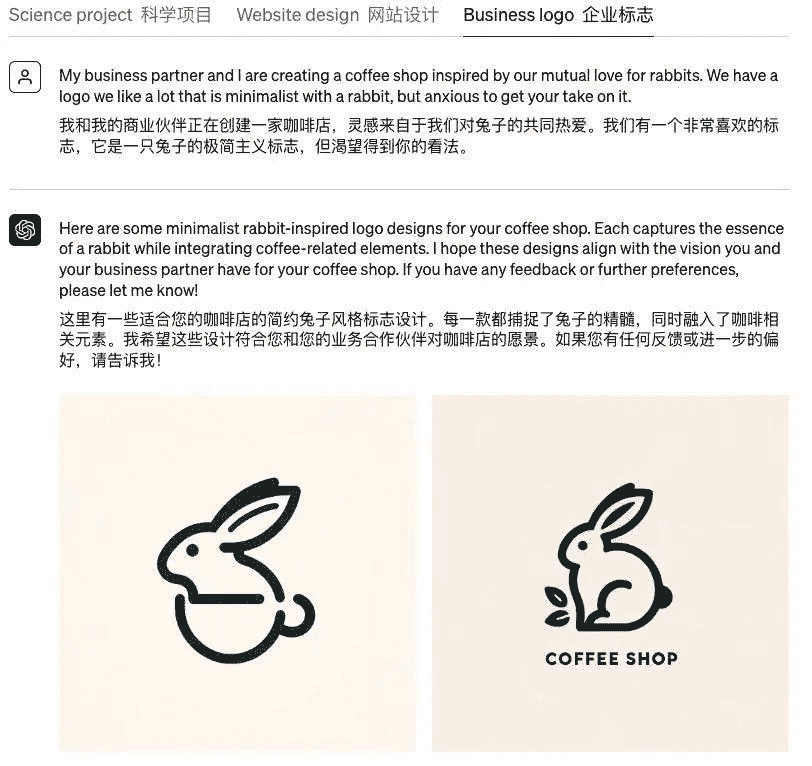 Science project 科学项目 Website design 网站设计 Business logo 企业标志
My business partner and I are creating a coffee shop inspired by our mutual love for rabbits. We have a
logo we like a lot that is minimalist with a rabbit, but anxious to get your take on it.
我和我的商业伙伴正在创建一家咖啡店，灵感来自于我们对兔子的共同热爱。我们有一个非常喜欢的标
志，它是一只兔子的极简主义标志，但渴望得到你的看法。
Here are some minimalist rabbit-inspired logo designs for your coffee shop. Each captures the essence
of a rabbit while integrating coffee-related elements. I hope these designs align with the vision you and
your business partner have for your coffee shop. If you have any feedback or further preferences,
please let me know!
这里有一些适合您的咖啡店的简约兔子风格标志设计。每一款都捕捉了兔子的精髓，同时融入了咖啡相
关元素。我希望这些设计符合您和您的业务合作伙伴对咖啡店的愿景。如果您有任何反馈或进一步的偏
好，请告诉我！
COFFEE SHOP